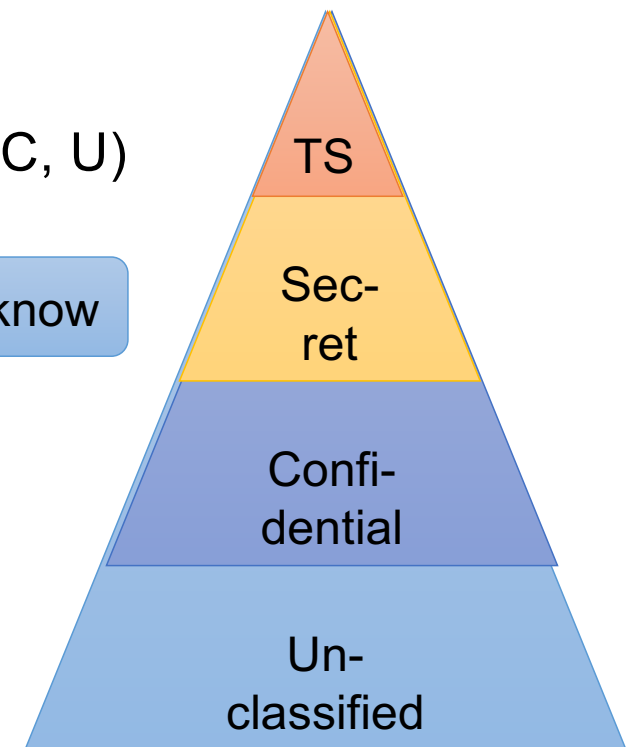 C, U)
TS
know
Sec-
ret
Confi-
dential
Un-
classified